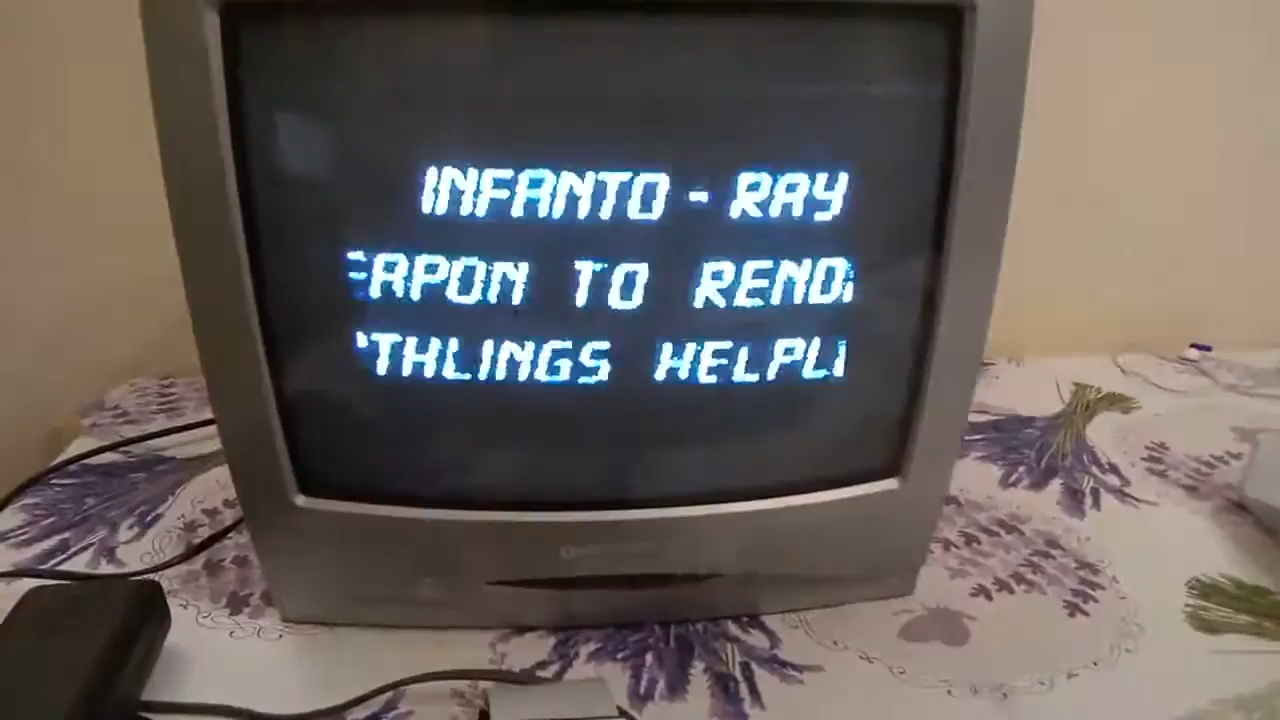 INFANTO - RAY
EAPON TO REND
THLINGS HELPL